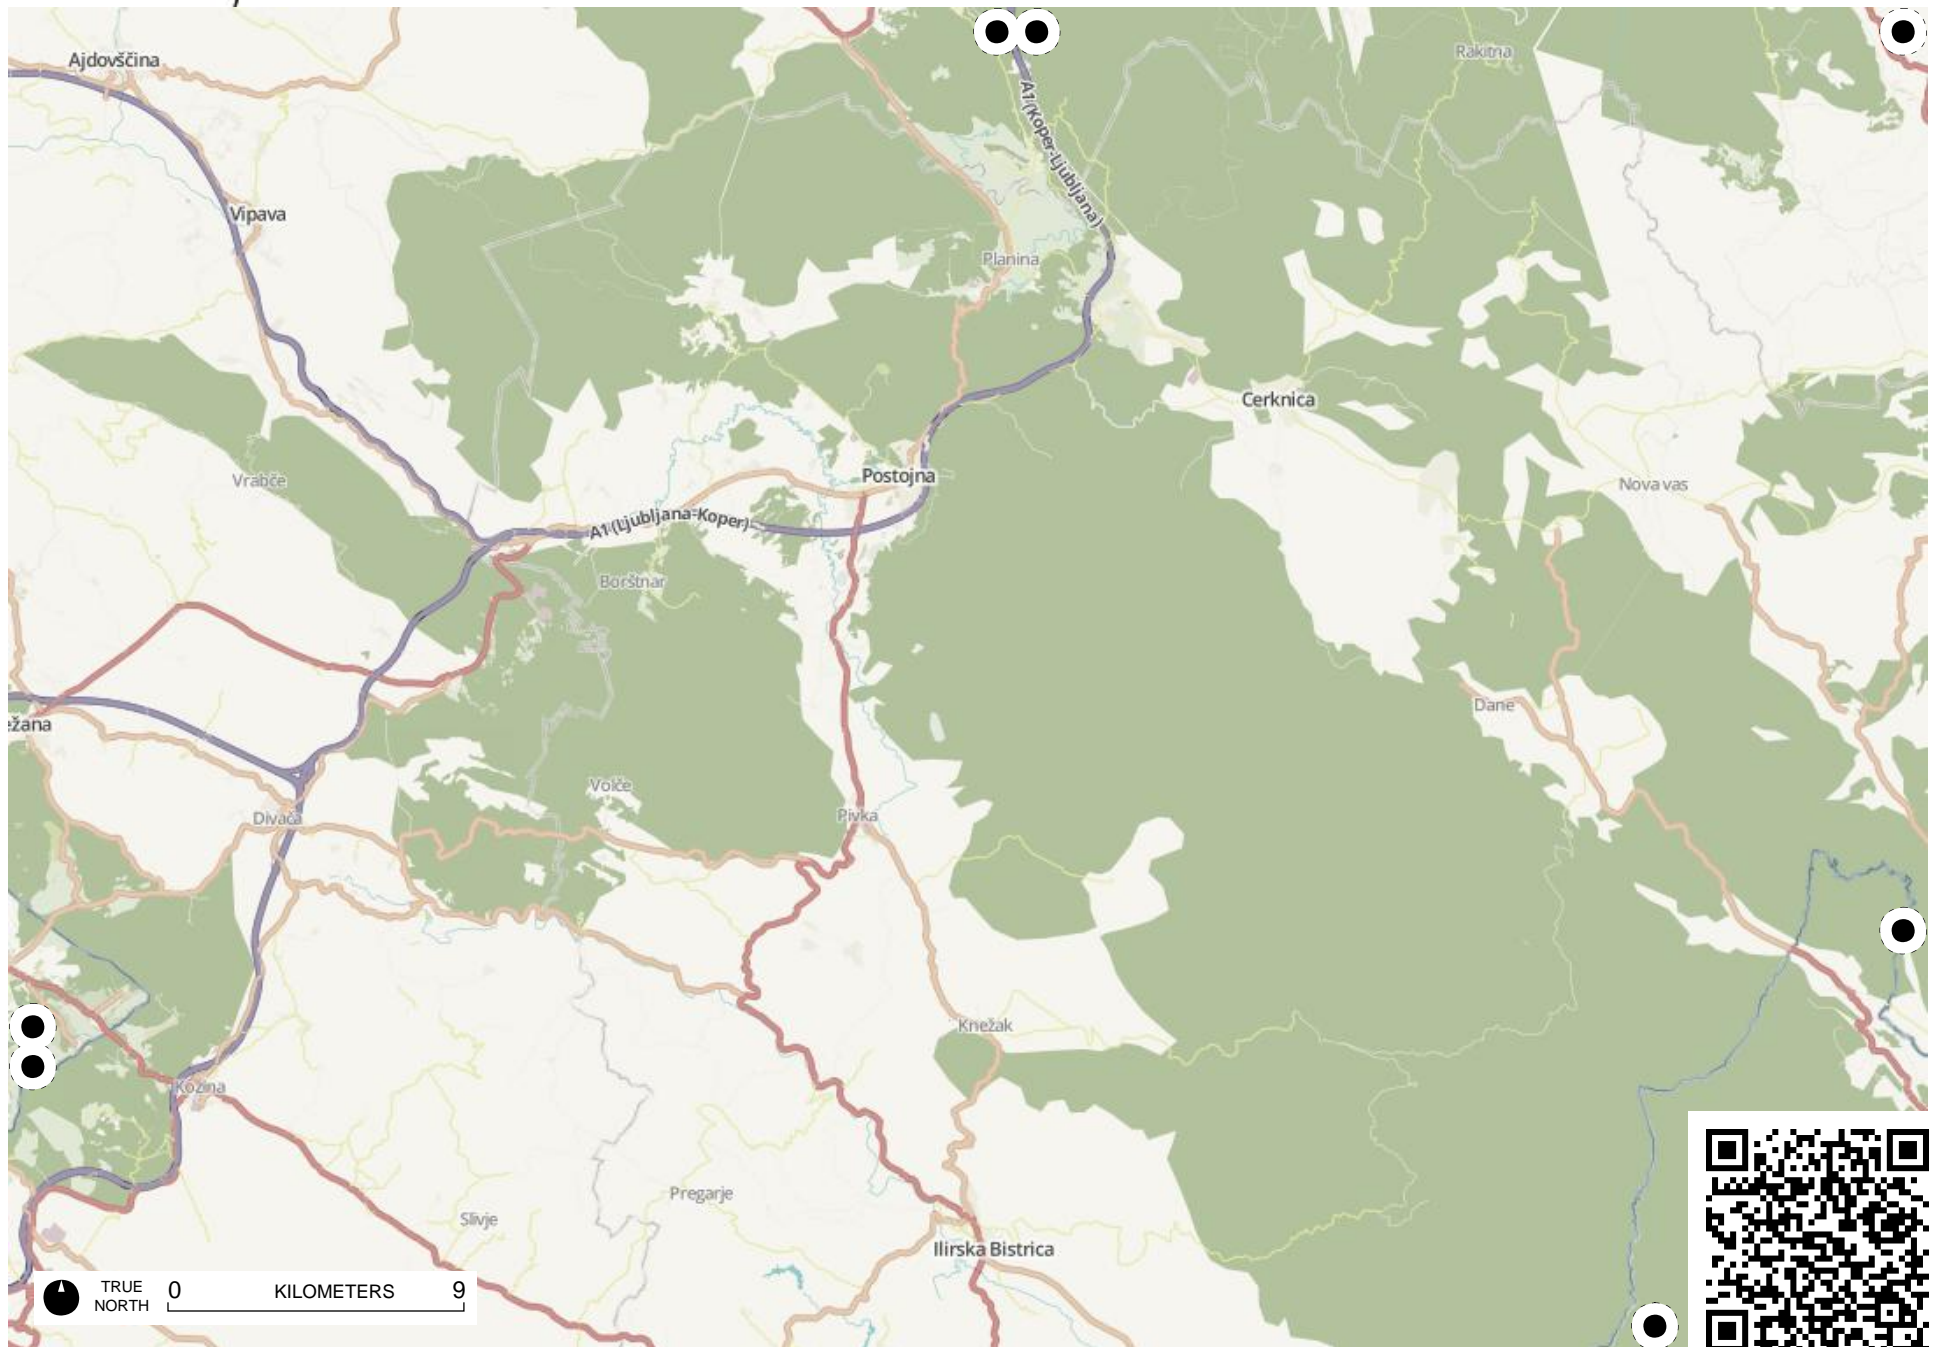 Ajdovščina
Rakitna
A1 (Koper-Ljubljana)
Vipava
Planina
Cerknica
Vrabče
Postojna
Nova vas
A1 (Ljubljana-Koper)
Borštnar
Dane
ežana
Volče
Divača
Pivka
Knežak
Kozina
Pregarje
Slivje
Ilirska Bistrica
TRUE NORTH
0 KILOMETERS 9